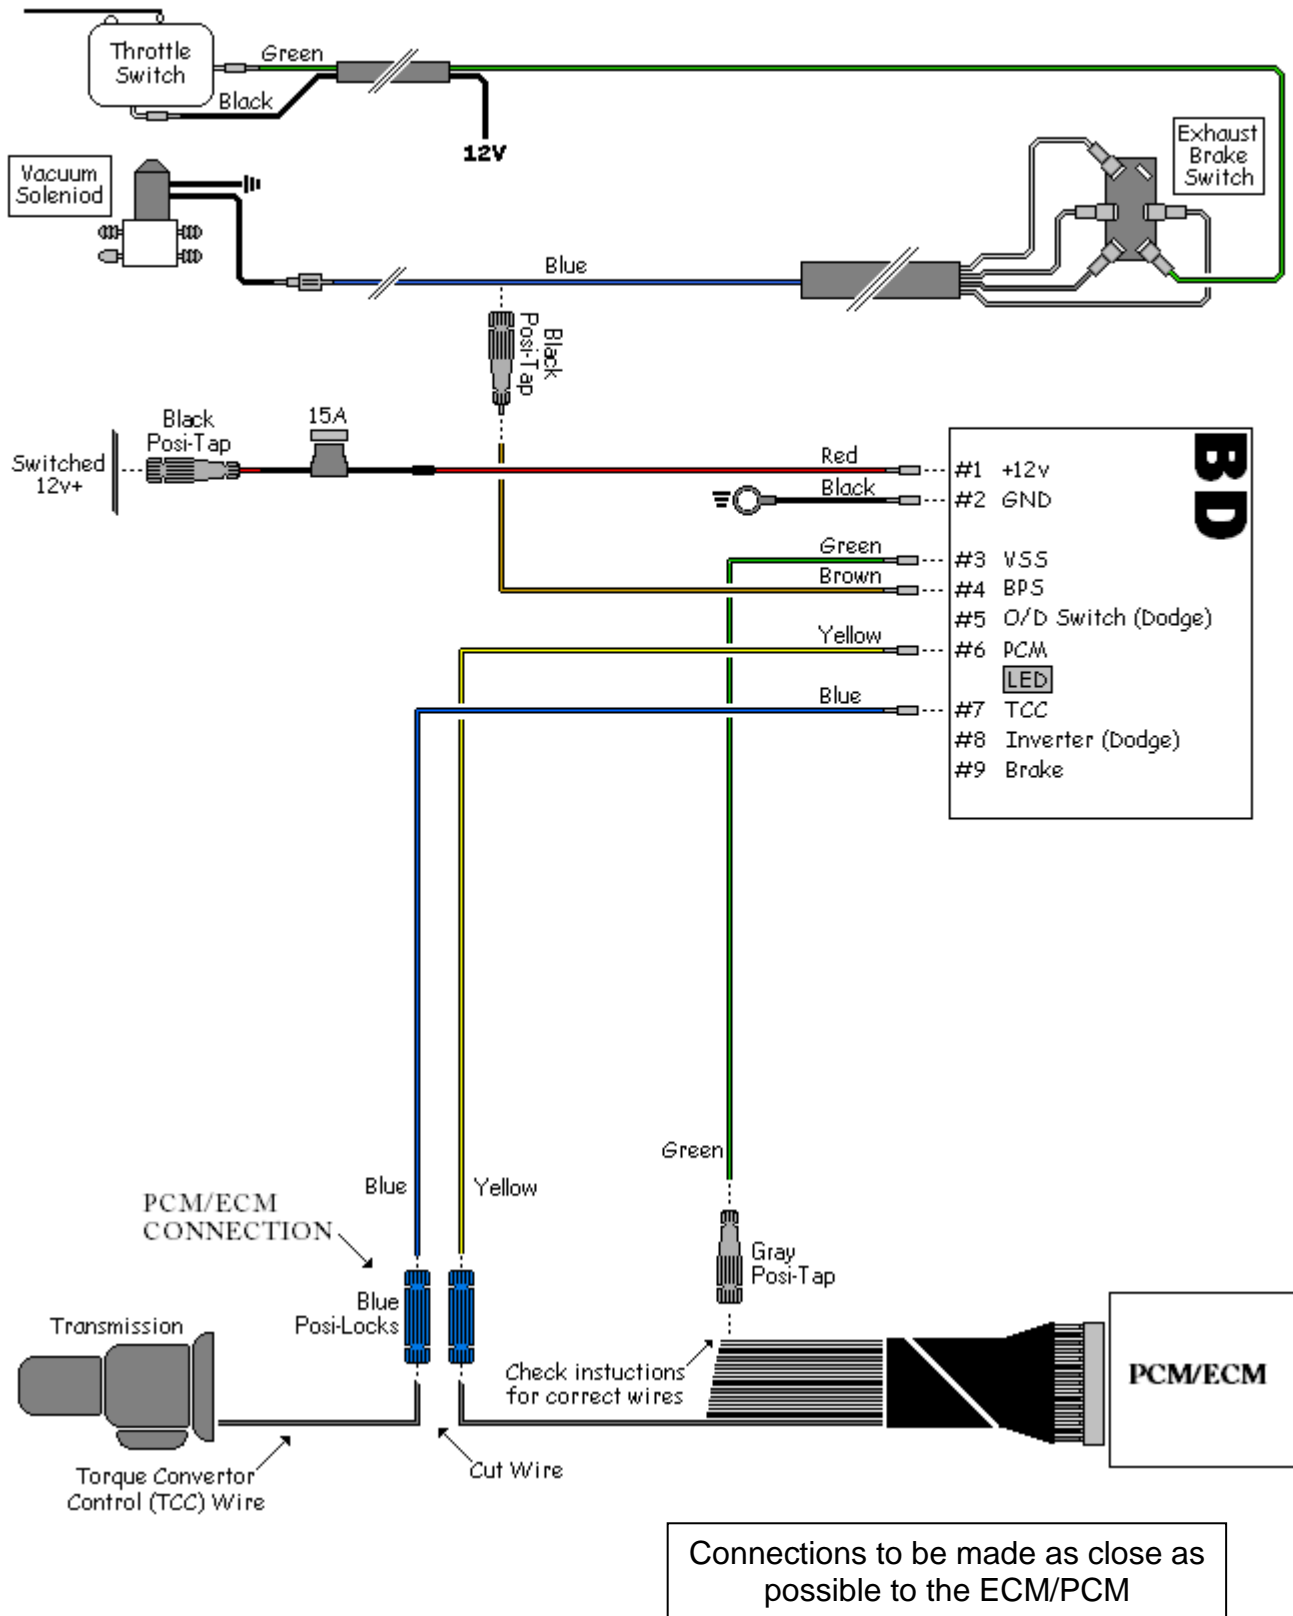 Throttle
Switch
Green
Black
12V
Vacuum
Soleniod
Exhaust
Brake
Switch
Blue
Black
Posi-Tap
Black
Posi-Tap
15A
Switched
12v+
Red
Black
Green
Brown
Yellow
Blue
BD
#1 +12v
#2 GND
#3 VSS
#4 BPS
#5 O/D Switch (Dodge)
#6 PCM
LED
#7 TCC
#8 Inverter (Dodge)
#9 Brake
Green
Blue
Yellow
PCM/ECM
CONNECTION
Gray
Posi-Tap
Blue
Posi-Locks
Transmission
Check instuctions
for correct wires
PCM/ECM
Cut Wire
Torque Convertor
Control (TCC) Wire
Connections to be made as close as
possible to the ECM/PCM